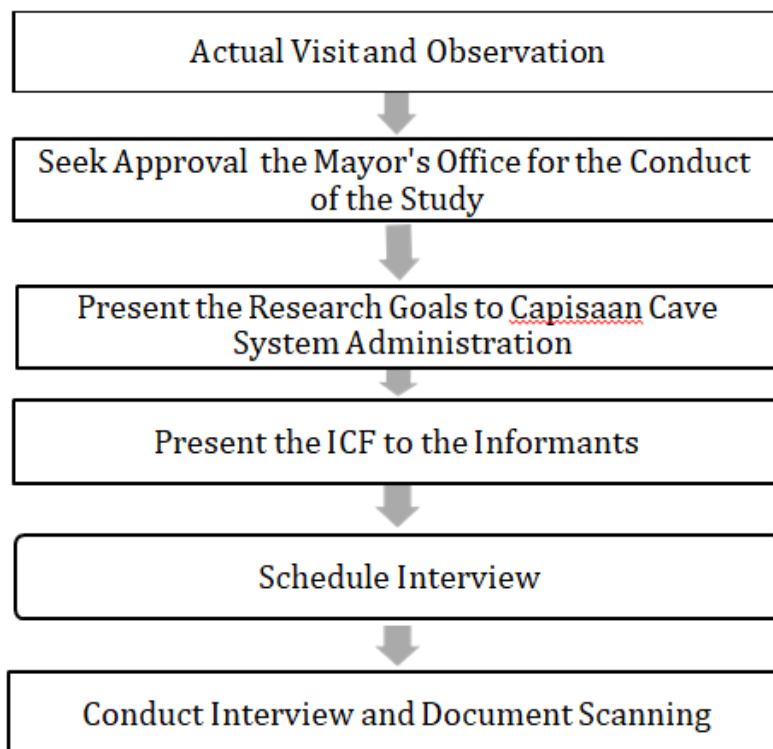 Actual Visit and Observation
Seek Approval the Mayor's Office for the Conduct
of the Study
Present the Research Goals to Capisaan Cave
System Administration
Present the ICF to the Informants
Schedule Interview
Conduct Interview and Document Scanning